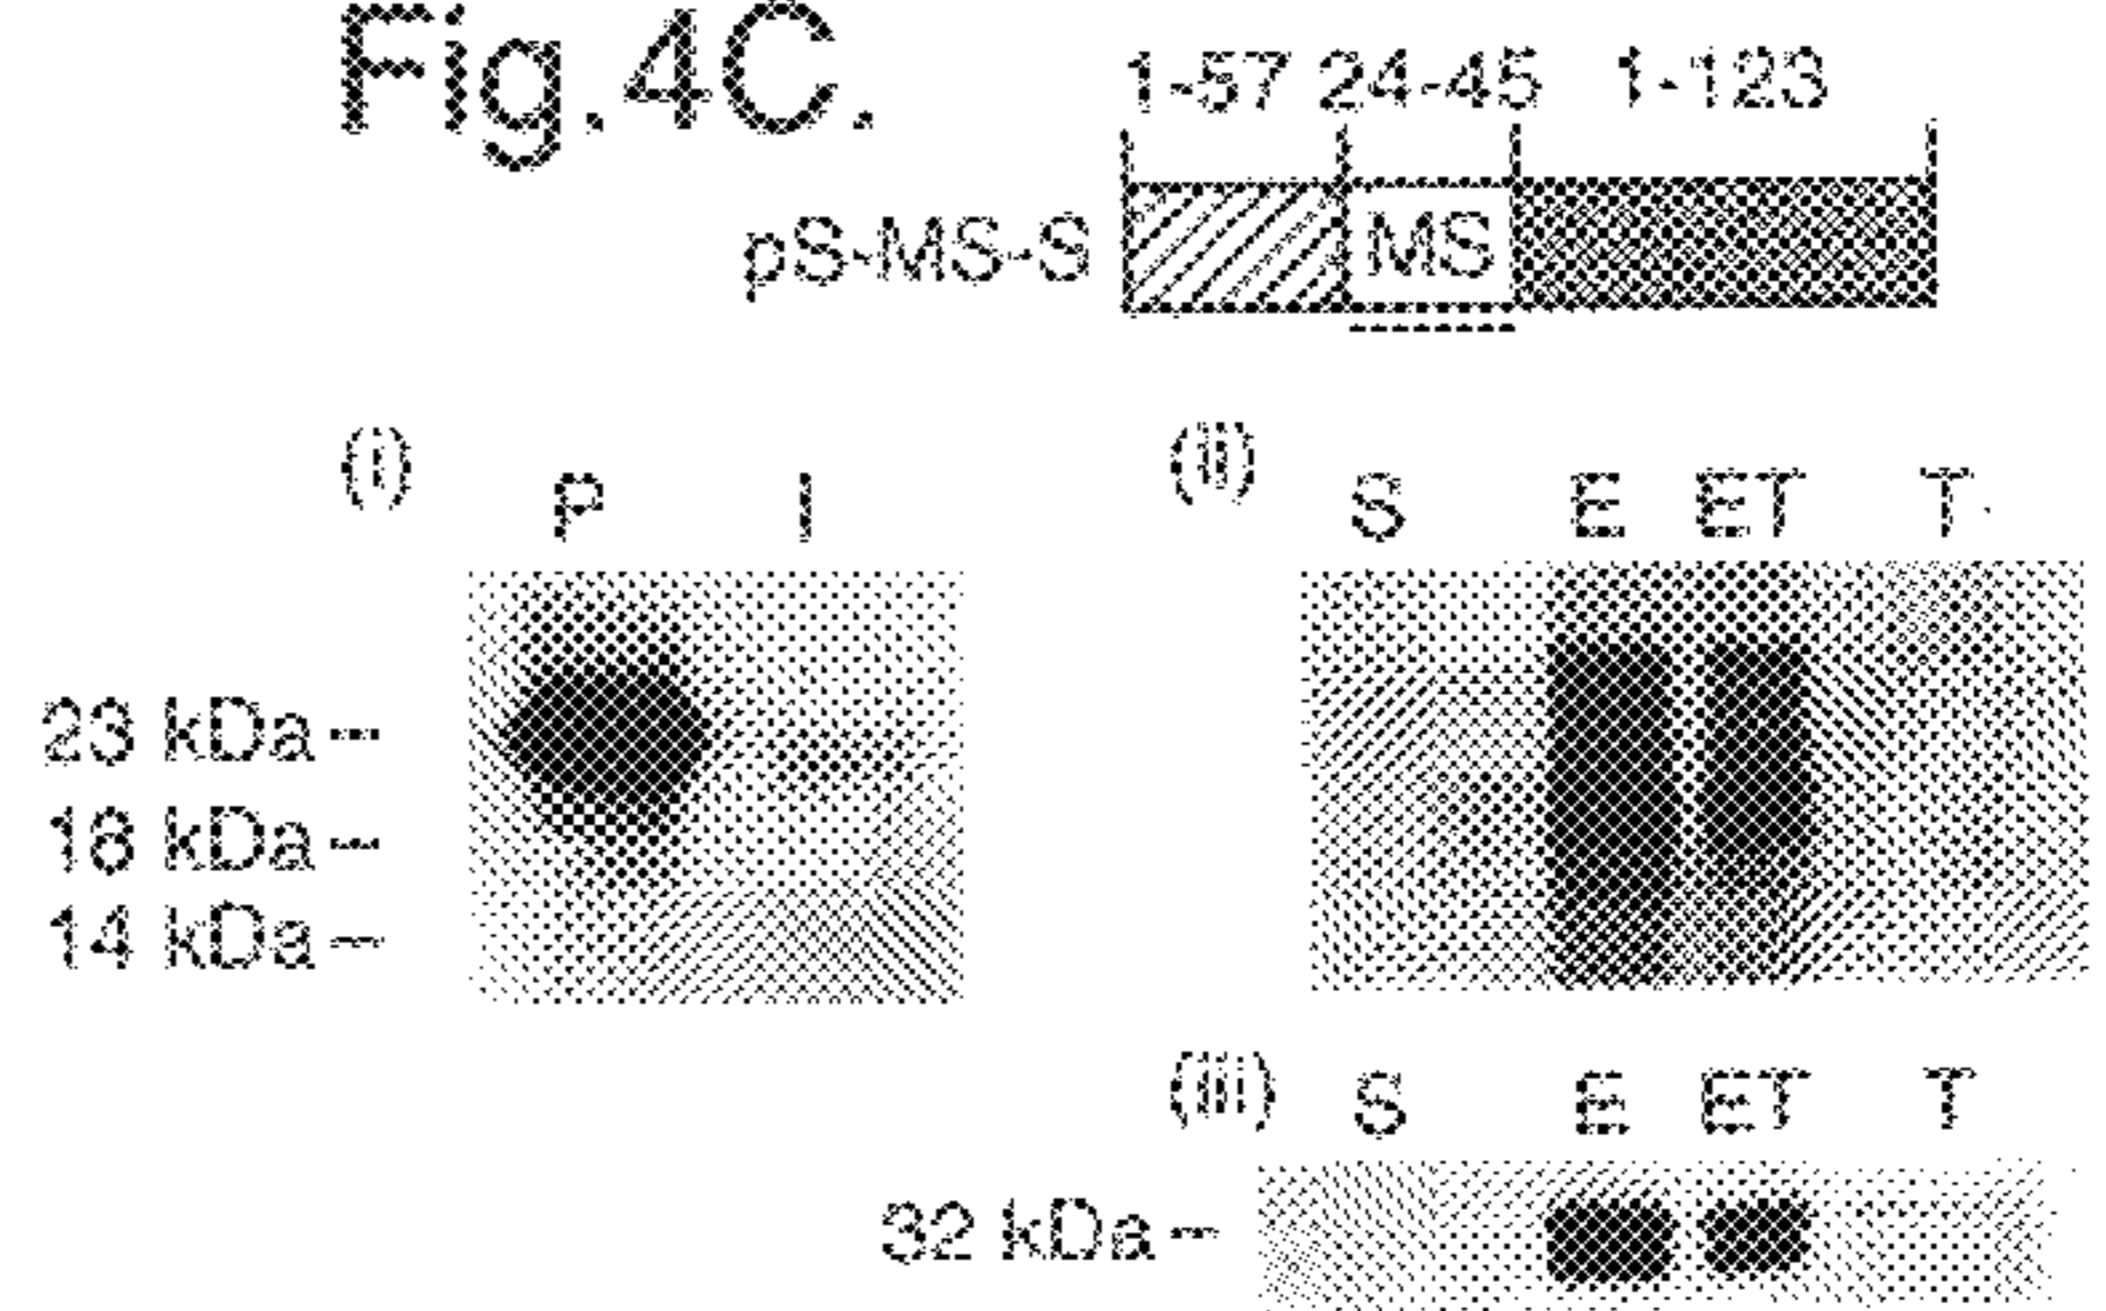 Fig.4C.
1-57 24-45 1-123
pS-MS-S MS
(i) P I
(ii) S E ET T
23 kDa
18 kDa
14 kDa
(iii) S E ET T
32 kDa